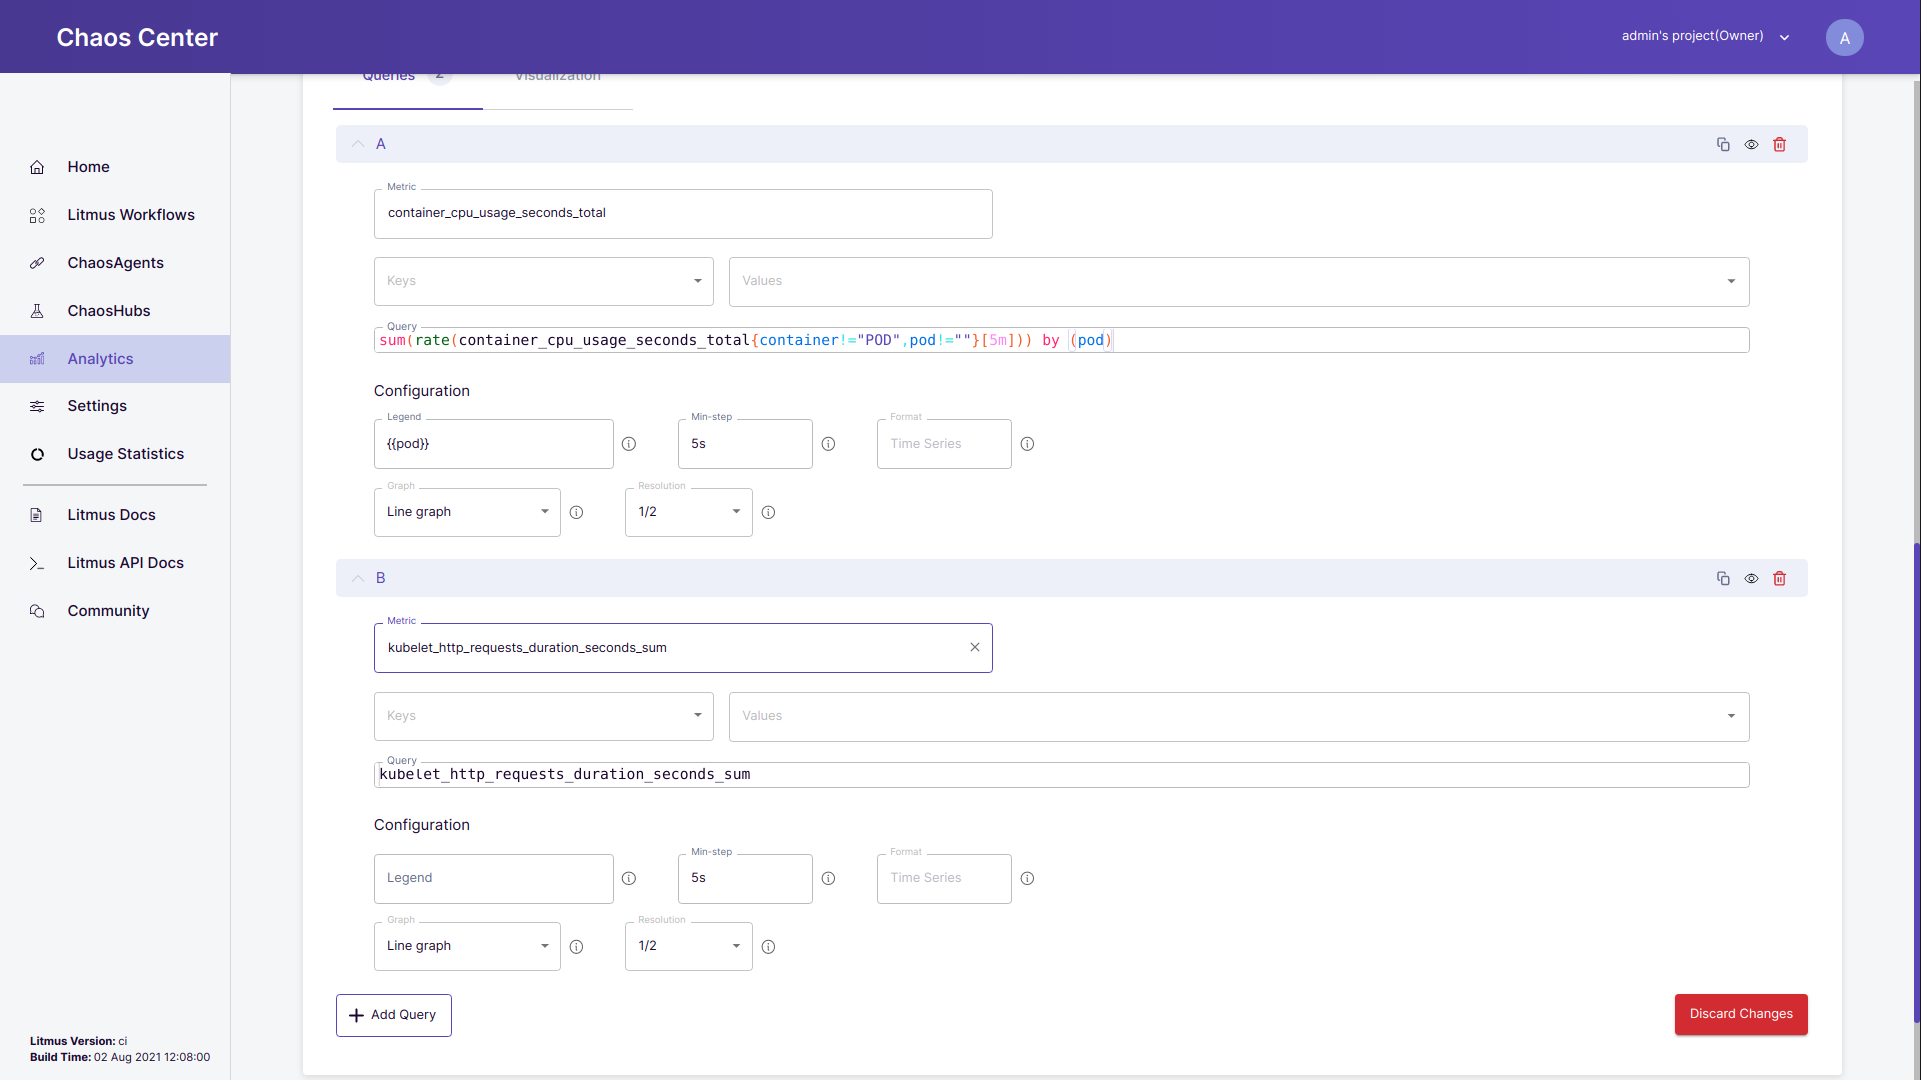 Chaos Center
admin's project(Owner)
A
Queries 2
Visualization
Home
Litmus Workflows
ChaosAgents
ChaosHubs
Analytics
Settings
Usage Statistics
Litmus Docs
Litmus API Docs
Community
Litmus Version: ci
Build Time: 02 Aug 2021 12:08:00
A
Metric
container_cpu_usage_seconds_total
Keys
Values
Query
sum(rate(container_cpu_usage_seconds_total{container!="POD",pod!=""}[5m])) by (pod)
Configuration
Legend
{{pod}}
Min-step
5s
Format
Time Series
Graph
Line graph
Resolution
1/2
B
Metric
kubelet_http_requests_duration_seconds_sum
Keys
Values
Query
kubelet_http_requests_duration_seconds_sum
Configuration
Legend
Min-step
5s
Format
Time Series
Graph
Line graph
Resolution
1/2
Add Query
Discard Changes